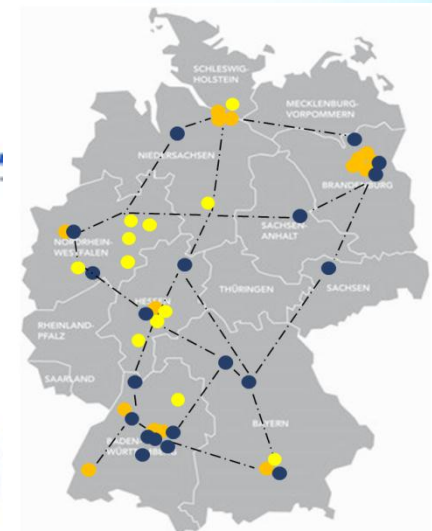 SCHLESWIG-
HOLSTEIN
MECKLENBURG-
VORPOMMERN
NIEDERSACHSEN
BRANDENBURG
SACHSEN-
ANHALT
NORDRHEIN-
WESTFALEN
HESSEN
THÜRINGEN
SACHSEN
RHEINLAND-
PFALZ
SAARLAND
BAYERN
BADEN-
WÜRTTEMBERG